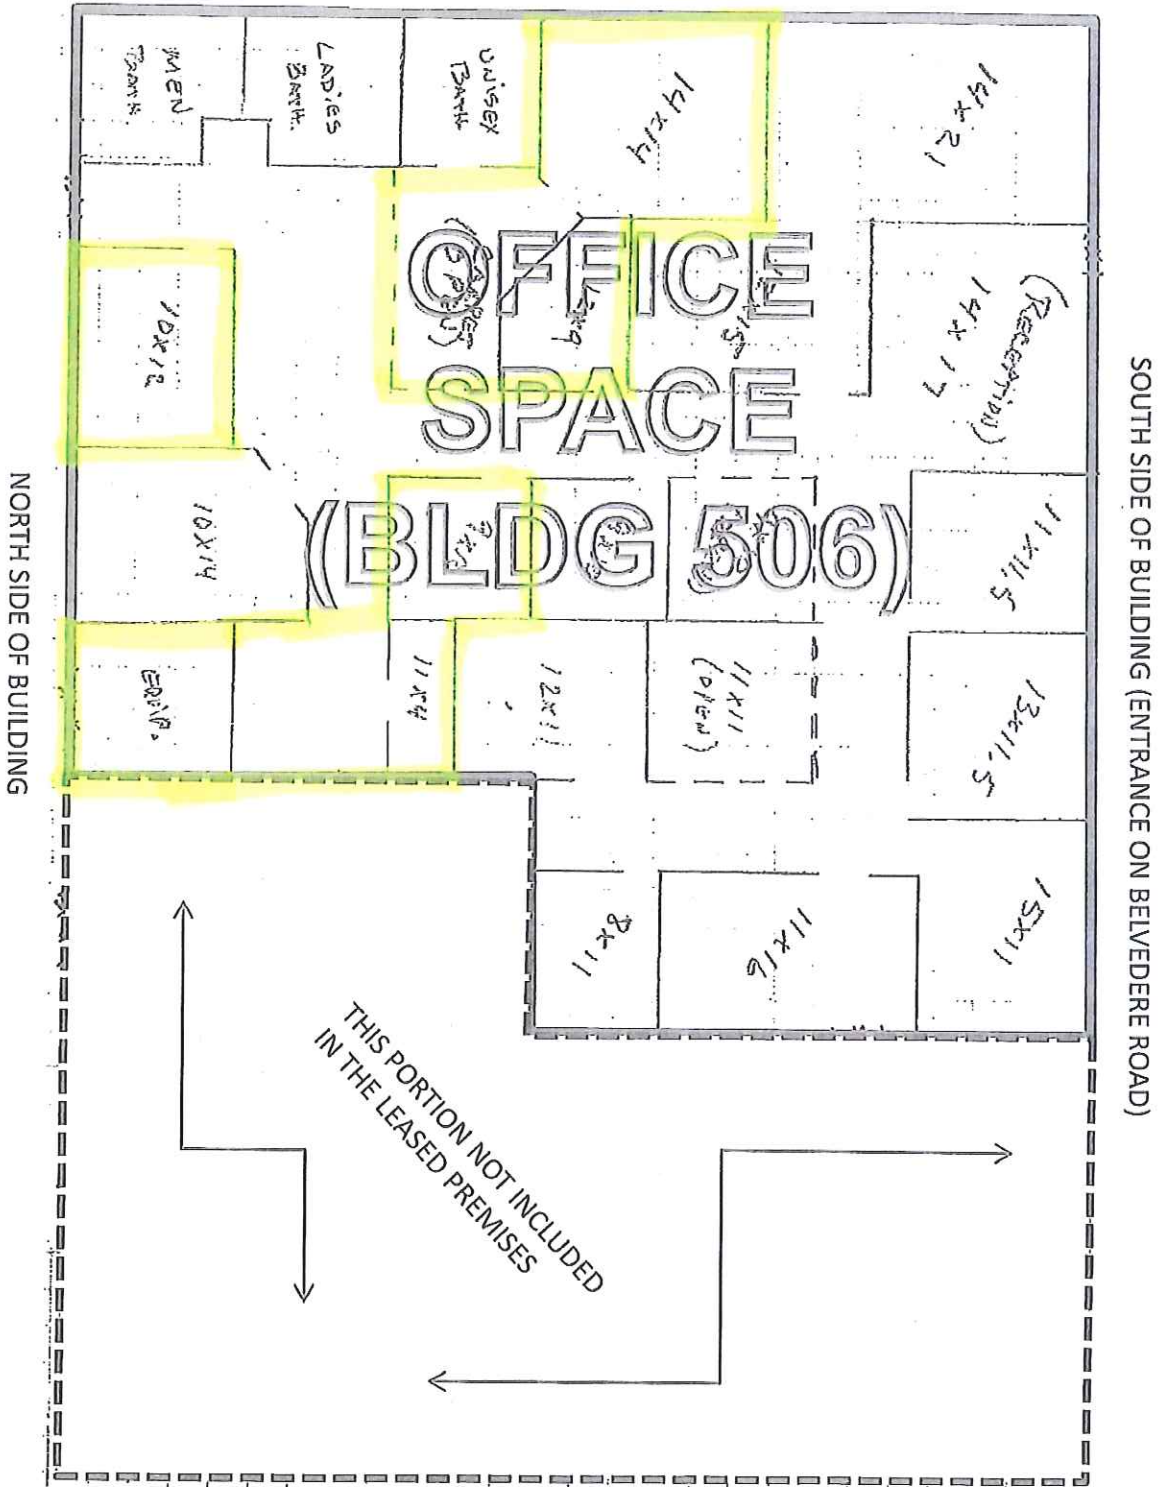 SOUTH SIDE OF BUILDING (ENTRANCE ON BELVEDERE ROAD)
NORTH SIDE OF BUILDING
OFFICE
SPACE
(BLDG 506)
MEN
LADIES
BATH.
UNISEX
BATH
14x14
14x21
(RECEPTION)
14x17
10x12
10x14
11x11.5
EQUIP.
11x4
12x11
11x11
(OPEN)
13x11.5
8x11
11x16
15x11
THIS PORTION NOT INCLUDED
IN THE LEASED PREMISES